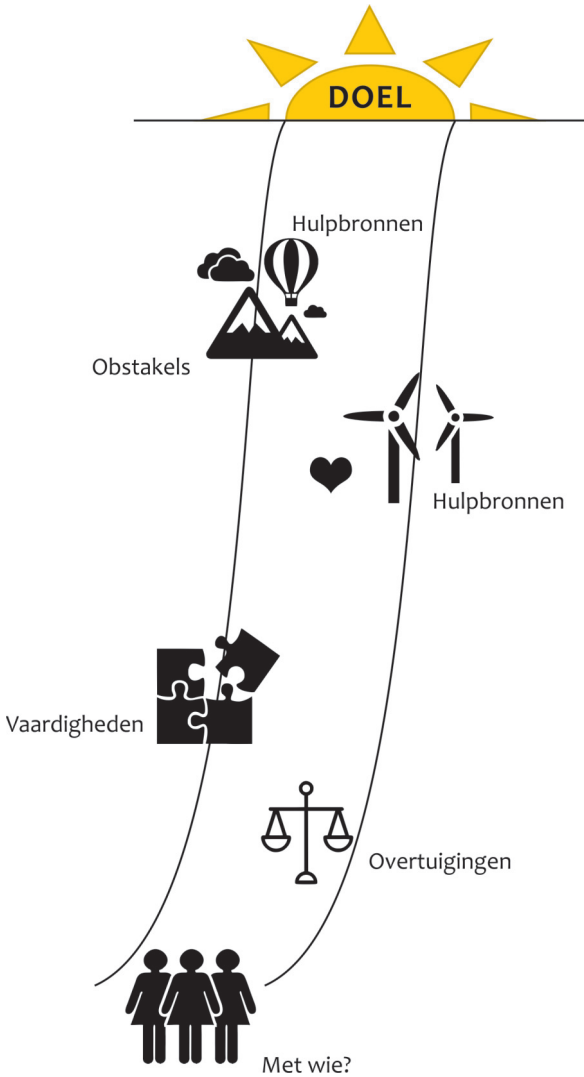 DOEL
Hulpbronnen
Obstakels
Hulpbronnen
Vaardigheden
Overtuigingen
Met wie?